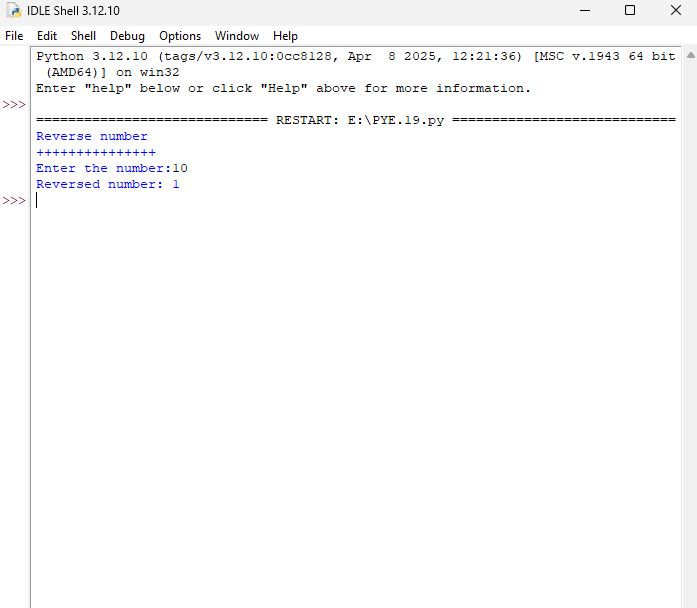 IDLE Shell 3.12.10
File Edit Shell Debug Options Window Help
Python 3.12.10 (tags/v3.12.10:0cc8128, Apr  8 2025, 12:21:36) [MSC v.1943 64 bit
(AMD64)] on win32
Enter "help" below or click "Help" above for more information.
>>>
============================= RESTART: E:\PYE.19.py ============================
Reverse number
+++++++++++++++
Enter the number:10
Reversed number: 1
>>>